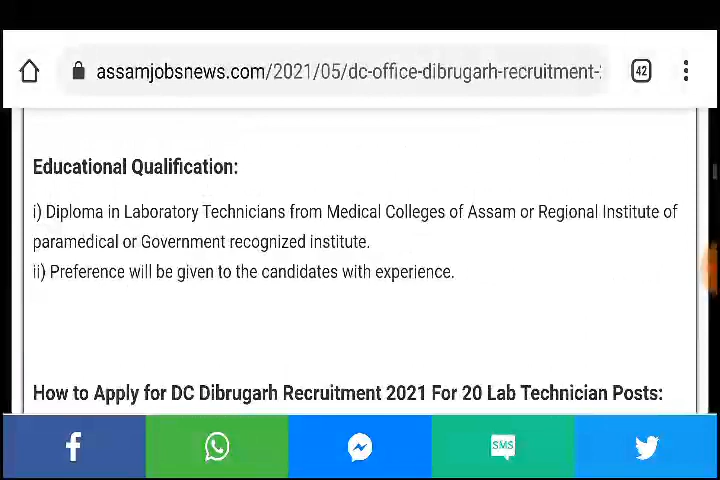 assamjobsnews.com/2021/05/dc-office-dibrugarh-recruitment-
42
Educational Qualification:
i) Diploma in Laboratory Technicians from Medical Colleges of Assam or Regional Institute of
paramedical or Government recognized institute.
ii) Preference will be given to the candidates with experience.
How to Apply for DC Dibrugarh Recruitment 2021 For 20 Lab Technician Posts:
SMS